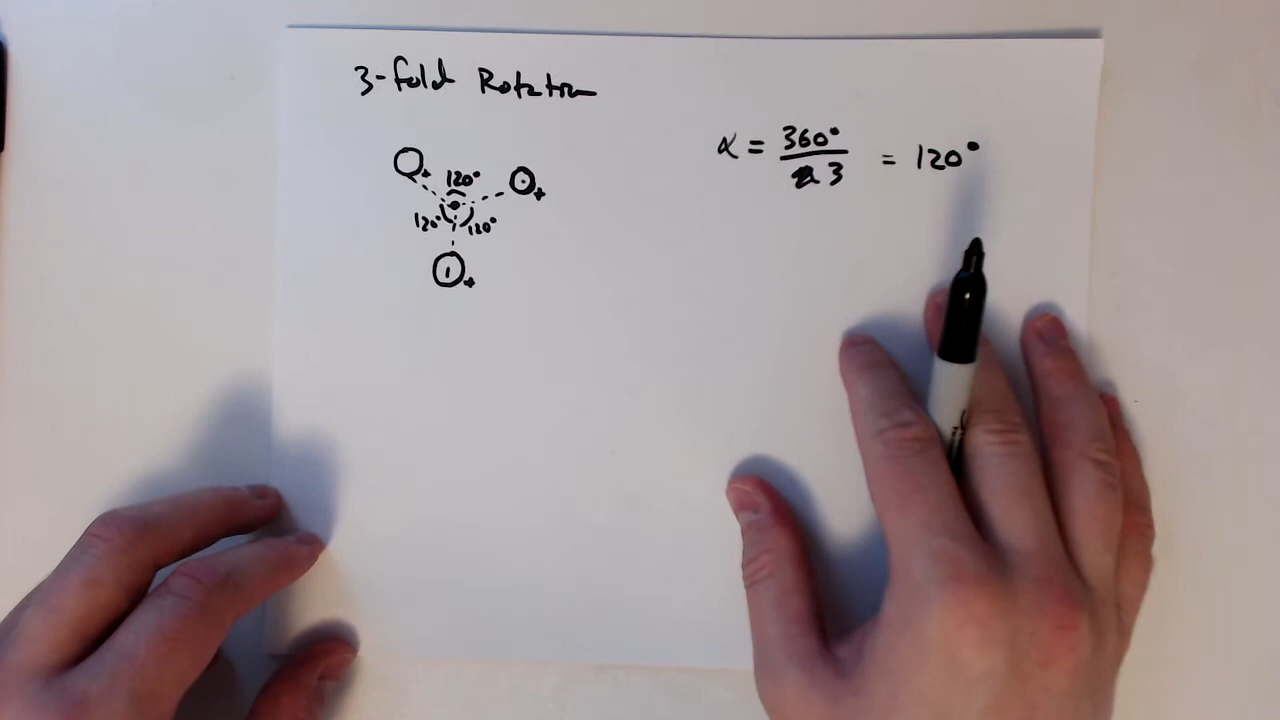 3-fold Rotation
α = 360° / 3 = 120°
120°
120° 120°
+
+
+